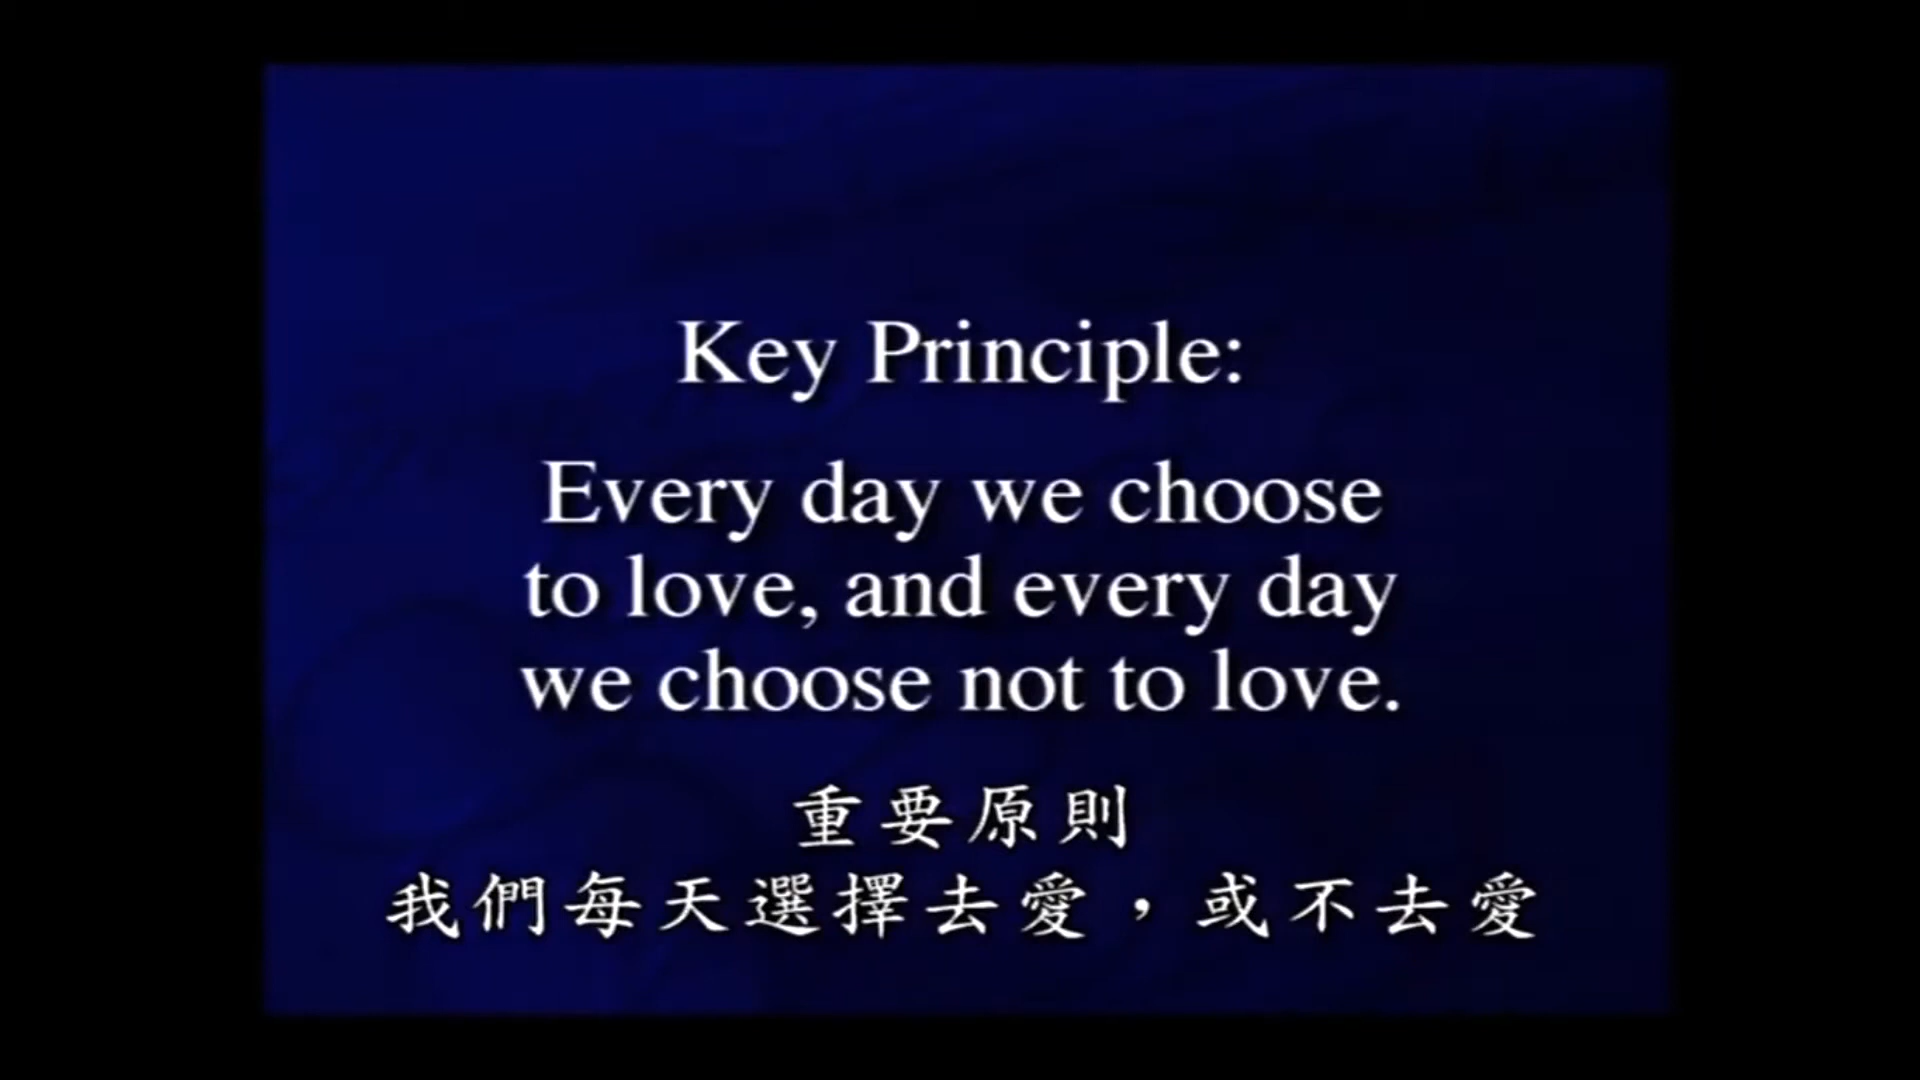 Key Principle:
Every day we choose
to love, and every day
we choose not to love.
重要原則
我們每天選擇去愛，或不去愛